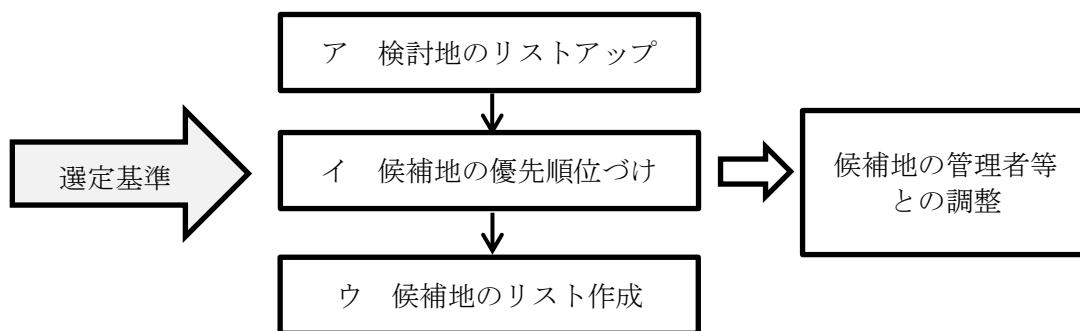 ア　検討地のリストアップ
選定基準
イ　候補地の優先順位づけ
候補地の管理者等
との調整
ウ　候補地のリスト作成